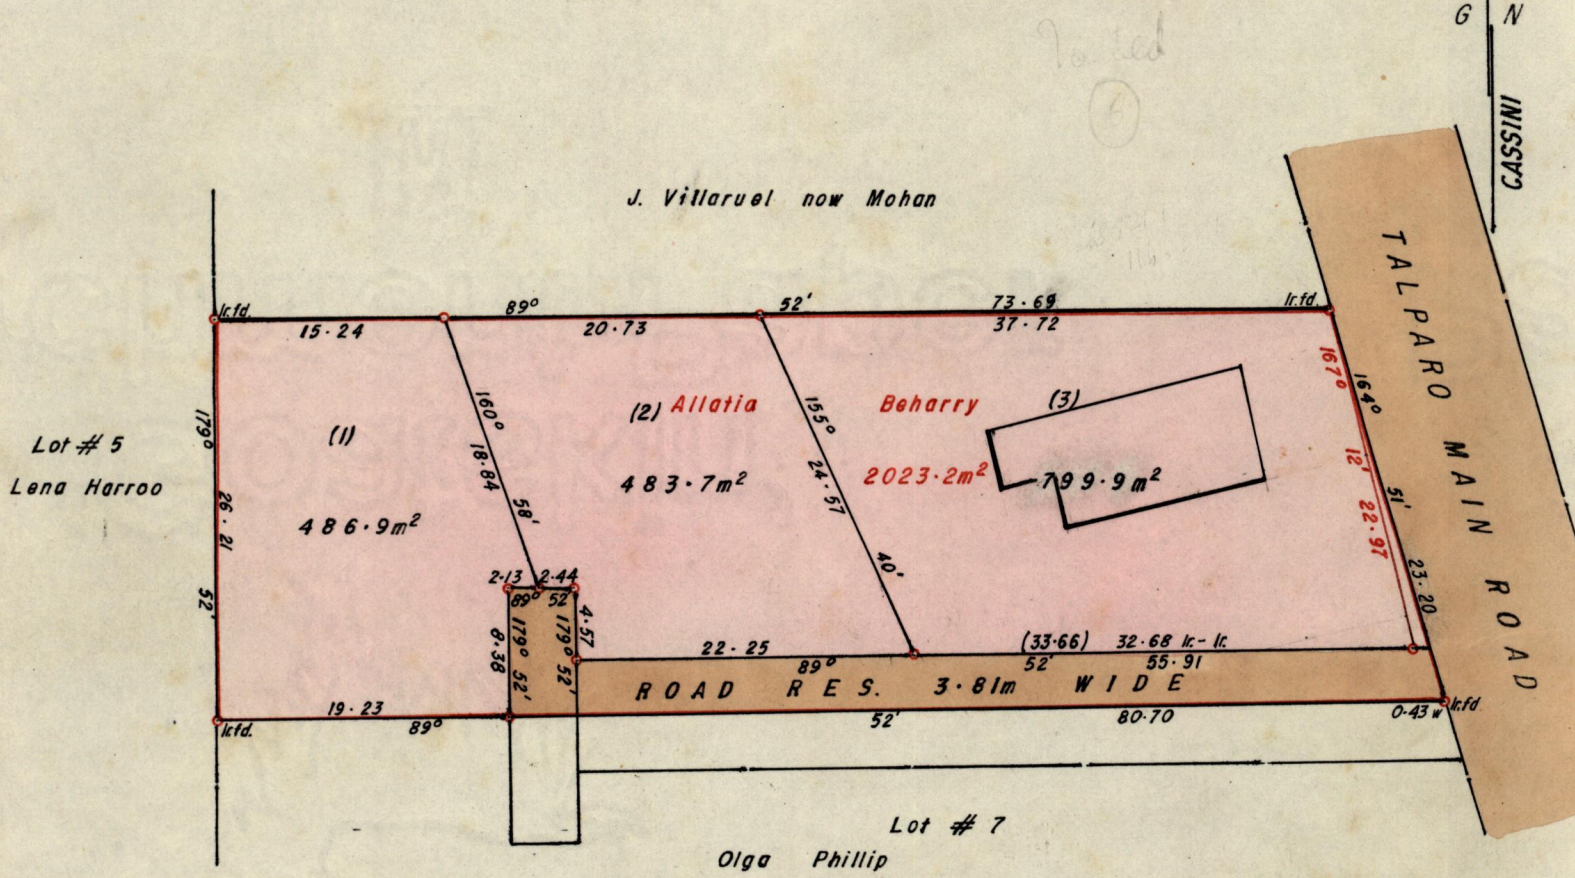 G N
CASSINI
J. Villaruel now Mohan
Ir.fd.
89° 52' 73·69
Ir.fd.
15·24
20·73
37·72
TALPARO MAIN ROAD
167° 12' 22·97
164° 51' 23·20
179° 52'
26·21
160° 58'
18·84
155° 40'
24·57
(1)
486·9m²
(2)
483·7m²
Allatia Beharry
2023·2m²
(3)
799·9m²
Lot # 5
Lena Harroo
2·13 2·44
89° 52'
8·38
179° 52'
179° 52'
4·57
22·25
(33·66) 32·68 Ir.- Ir.
89° 52' 55·91
ROAD RES. 3·81m WIDE
19·23
Ir.fd.
89° 52' 80·70
0·43 w
Ir.fd.
Lot # 7
Olga Phillip